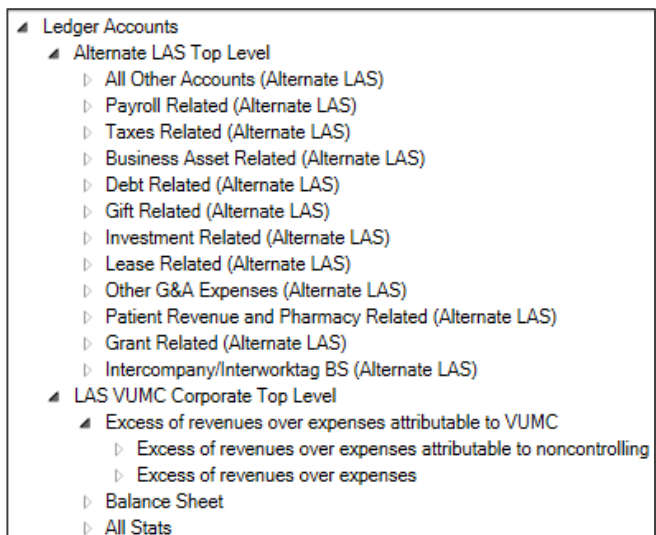 Ledger Accounts
Alternate LAS Top Level
All Other Accounts (Alternate LAS)
Payroll Related (Alternate LAS)
Taxes Related (Alternate LAS)
Business Asset Related (Alternate LAS)
Debt Related (Alternate LAS)
Gift Related (Alternate LAS)
Investment Related (Alternate LAS)
Lease Related (Alternate LAS)
Other G&A Expenses (Alternate LAS)
Patient Revenue and Pharmacy Related (Alternate LAS)
Grant Related (Alternate LAS)
Intercompany/Interworktag BS (Alternate LAS)
LAS VUMC Corporate Top Level
Excess of revenues over expenses attributable to VUMC
Excess of revenues over expenses attributable to noncontrolling
Excess of revenues over expenses
Balance Sheet
All Stats